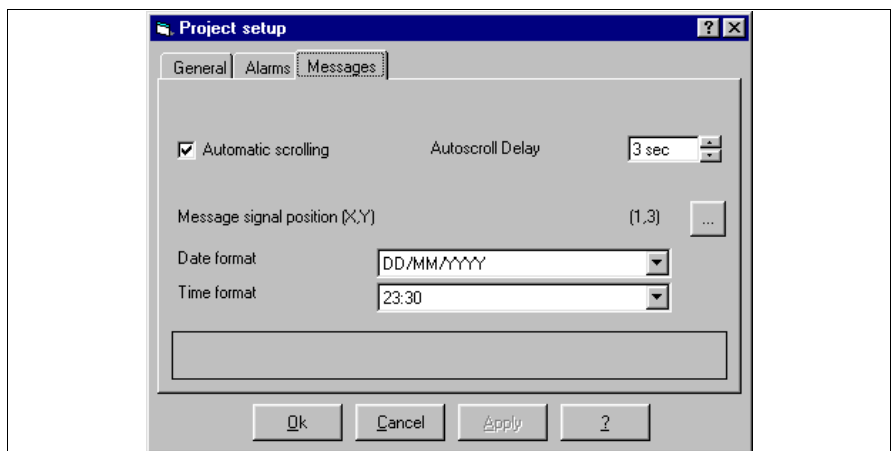 Project setup ? X
General Alarms Messages
Automatic scrolling Autoscroll Delay 3 sec
Message signal position (X,Y) (1,3) ...
Date format DD/MM/YYYY
Time format 23:30
Ok Cancel Apply ?